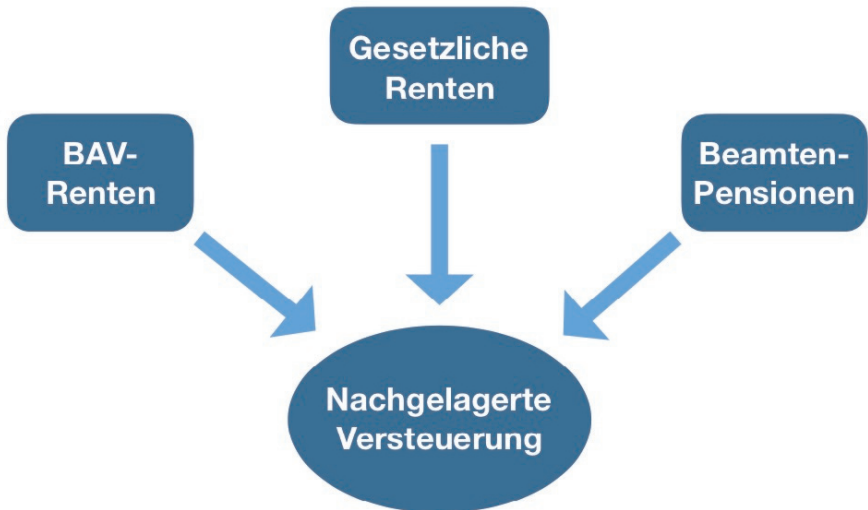 Gesetzliche
Renten
BAV-
Renten
Beamten-
Pensionen
Nachgelagerte
Versteuerung